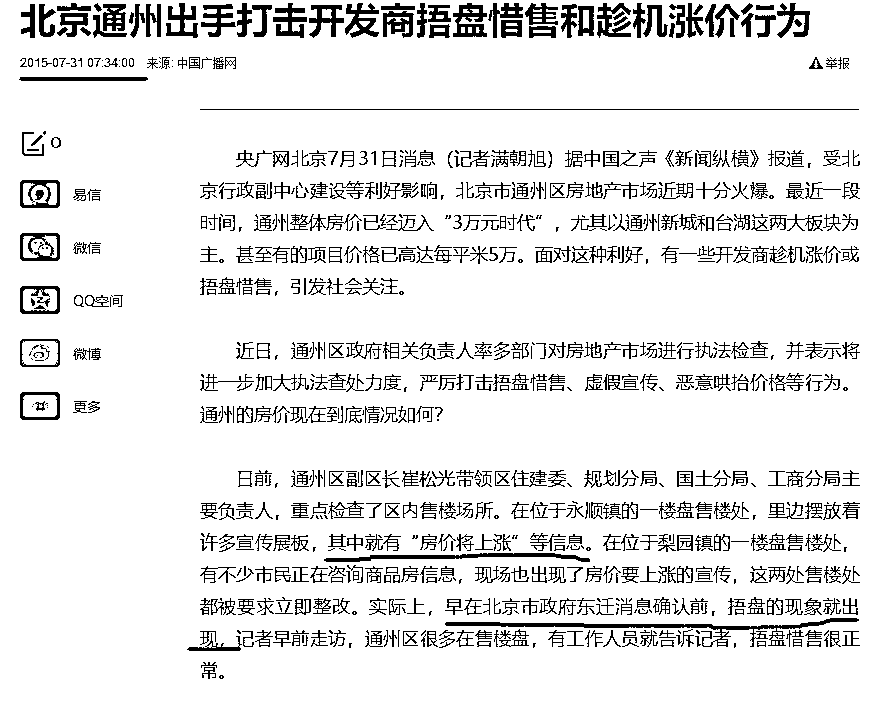 北京通州出手打击开发商捂盘惜售和趁机涨价行为
2015-07-31 07:34:00 来源: 中国广播网 举报
0
易信
微信
QQ空间
微博
更多
央广网北京7月31日消息（记者满朝旭）据中国之声《新闻纵横》报道，受北
京行政副中心建设等利好影响，北京市通州区房地产市场近期十分火爆。最近一段
时间，通州整体房价已经迈入“3万元时代“，尤其以通州新城和台湖这两大板块为
主。甚至有的项目价格已高达每平米5万。面对这种利好，有一些开发商趁机涨价或
捂盘惜售，引发社会关注。
近日，通州区政府相关负责人率多部门对房地产市场进行执法检查，并表示将
进一步加大执法查处力度，严厉打击捂盘惜售、虚假宣传、恶意哄抬价格等行为。
通州的房价现在到底情况如何？
日前，通州区副区长崔松光带领区住建委、规划分局、国土分局、工商分局主
要负责人，重点检查了区内售楼场所。在位于永顺镇的一楼盘售楼处，里边摆放着
许多宣传展板，其中就有“房价将上涨”等信息。在位于梨园镇的一楼盘售楼处，
有不少市民正在咨询商品房信息，现场也出现了房价要上涨的宣传，这两处售楼处
都被要求立即整改。实际上，早在北京市政府东迁消息确认前，捂盘的现象就出
现，记者早前走访，通州区很多在售楼盘，有工作人员就告诉记者，捂盘惜售很正
常。